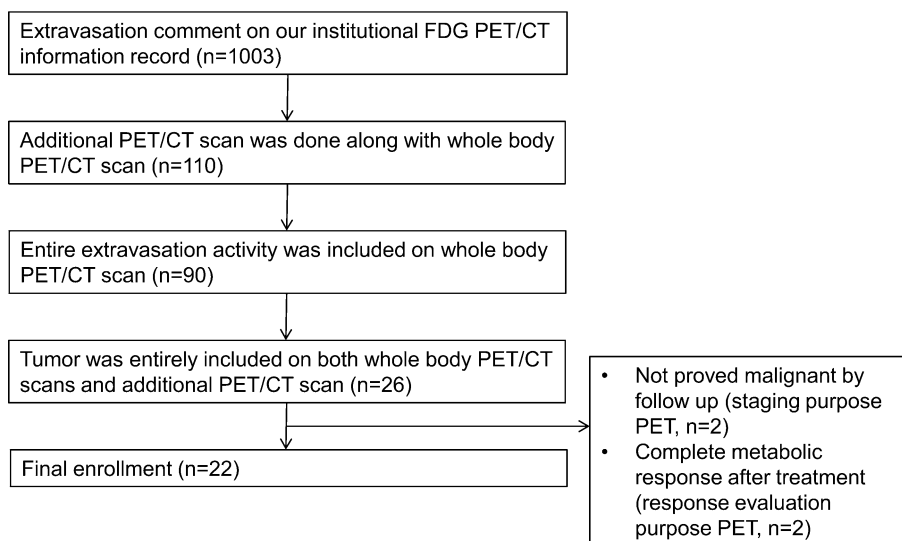 Extravasation comment on our institutional FDG PET/CT
information record (n=1003)
Additional PET/CT scan was done along with whole body
PET/CT scan (n=110)
Entire extravasation activity was included on whole body
PET/CT scan (n=90)
Tumor was entirely included on both whole body PET/CT
scans and additional PET/CT scan (n=26)
• Not proved malignant by
follow up (staging purpose
PET, n=2)
• Complete metabolic
response after treatment
(response evaluation
purpose PET, n=2)
Final enrollment (n=22)